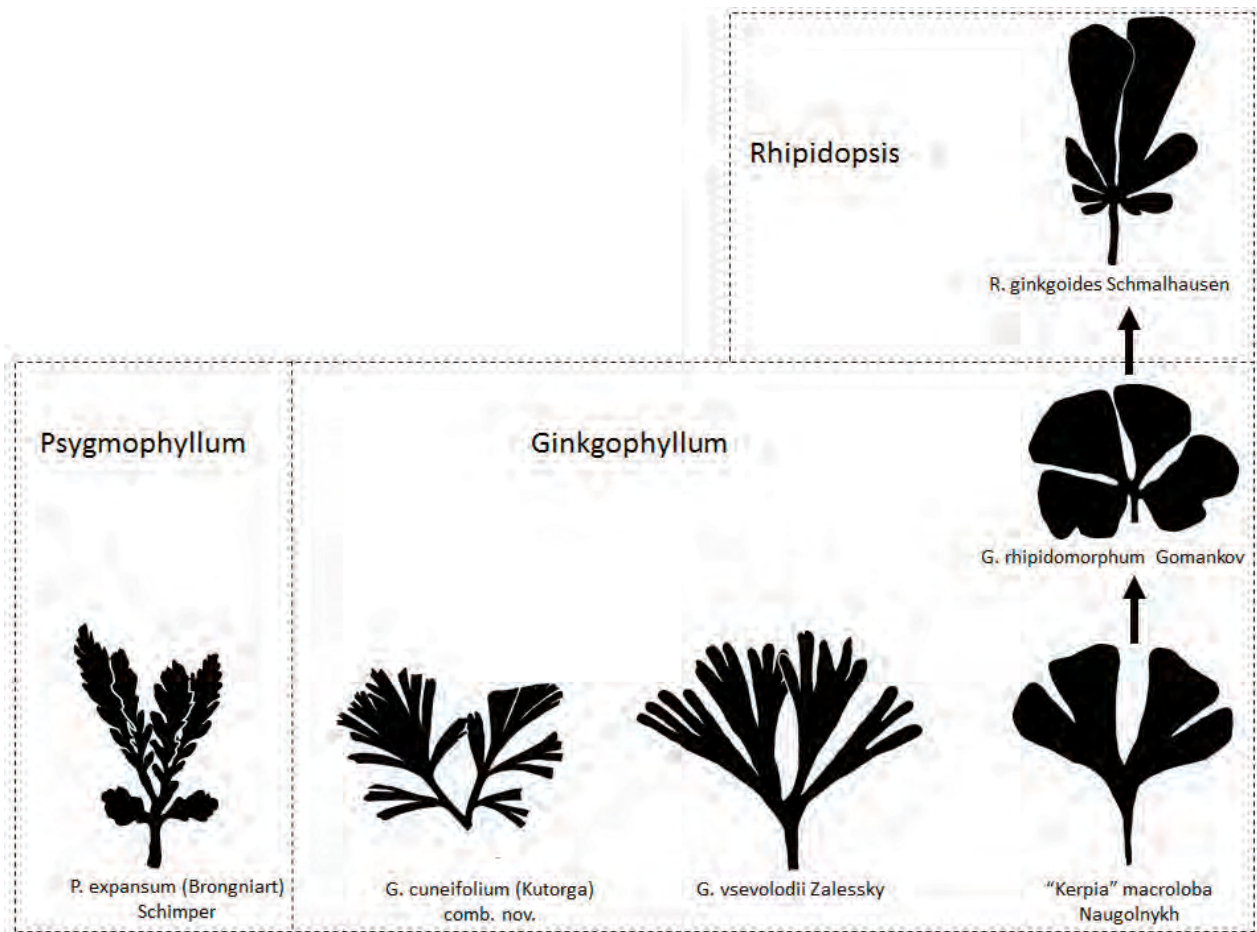 Rhipidopsis
R. ginkgoides Schmalhausen
Psygmophyllum
Ginkgophyllum
G. rhipidomorphum Gomankov
P. expansum (Brongniart)
Schimper
G. cuneifolium (Kutorga)
comb. nov.
G. vsevolodii Zalessky
“Kerpia” macroloba
Naugolnykh